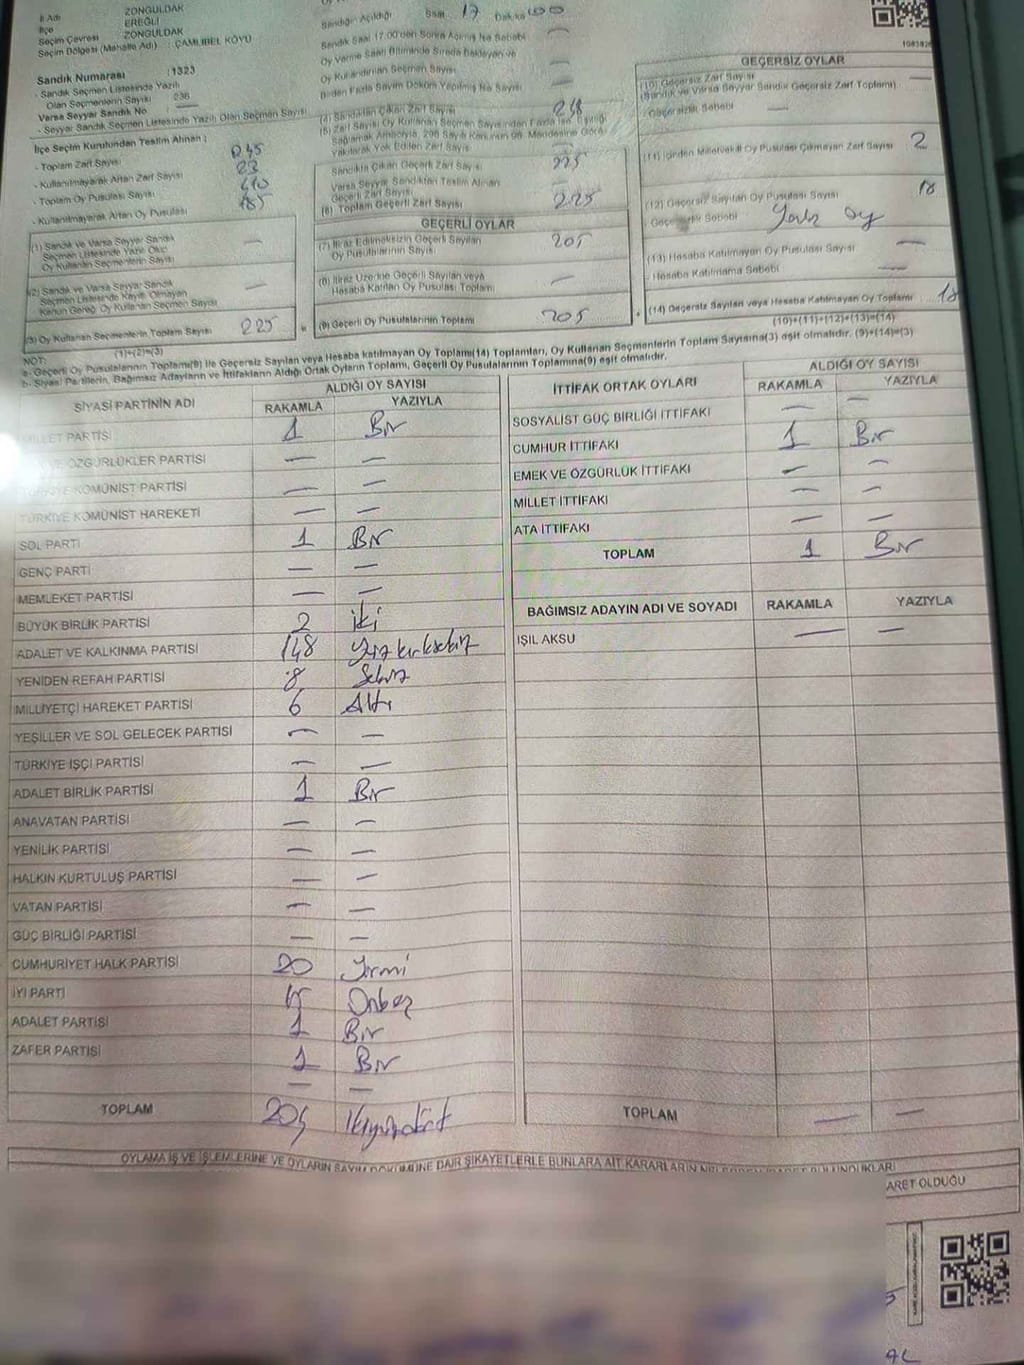 İl Adı ZONGULDAK
İlçe EREĞLİ
Seçim Çevresi ZONGULDAK
Seçim Bölgesi (Mahalle Adı) : ÇAMLIBEL KÖYÜ
Sandık Numarası :1323
- Sandık Seçmen Listesinde Yazılı
Olan Seçmenlerin Sayısı : 236
Varsa Seyyar Sandık No
- Seyyar Sandık Seçmen Listesinde Yazılı Olan Seçmen Sayısı
İlçe Seçim Kurulundan Teslim Alınan ;
- Toplam Zarf Sayısı
- Kullanılmayarak Artan Zarf Sayısı 23
- Toplam Oy Pusulası Sayısı
- Kullanılmayarak Artan Oy Pusulası 185
(1) Sandık ve Varsa Seyyar Sandık
Seçmen Listesinde Yazılı Olup
Oy Kullanan Seçmenlerin Sayısı —
(2) Sandık ve Varsa Seyyar Sandık
Seçmen Listesinde Kayıtlı Olmayan
Kanun Gereği Oy Kullanan Seçmen Sayısı —
(3) Oy Kullanan Seçmenlerin Toplam Sayısı 225
(1)+(2)=(3)
Sandığın Açıldığı Saat 17 Dakika 00
Sandık Saat 17:00'den Sonra Açılmış İse Sebebi —
Oy Verme Saati Bitiminde Sırada Bekleyen ve
Oy Kullandırılan Seçmen Sayısı —
Birden Fazla Sayım Döküm Yapılmış İse Sayısı —
(4) Sandıktan Çıkan Zarf Sayısı
(5) Zarf Sayısı Oy Kullanan Seçmen Sayısından Fazla İse
Yakılarak Yok Edilen Zarf Sayısı —
Sandıkta Çıkan Geçerli Zarf Sayısı 225
Varsa Seyyar Sandıktan Teslim Alınan
Geçerli Zarf Sayısı —
(6) Toplam Geçerli Zarf Sayısı 225
GEÇERLİ OYLAR
(7) İtiraz Edilmeksizin Geçerli Sayılan
Oy Pusulalarının Sayısı 205
(8) İtiraz Üzerine Geçerli Sayılan veya
Hesaba Katılan Oy Pusulası Toplamı —
(9) Geçerli Oy Pusulalarının Toplamı 205
GEÇERSİZ OYLAR
(10) Geçersiz Zarf Sayısı —
(Sandık ve Varsa Seyyar Sandık Geçersiz Zarf Toplamı)
- Geçersizlik Sebebi —
(11) İçinden Milletvekili Oy Pusulası Çıkmayan Zarf Sayısı 2
(12) Geçersiz Sayılan Oy Pusulası Sayısı 18
Geçersizlik Sebebi oy
(13) Hesaba Katılmayan Oy Pusulası Sayısı —
- Hesaba Katılmama Sebebi —
(14) Geçersiz Sayılan veya Hesaba Katılmayan Oy Toplamı 18
(10)+(11)+(12)+(13)=(14)
NOT:
a- Geçerli Oy Pusulalarının Toplamı(9) ile Geçersiz Sayılan veya Hesaba katılmayan Oy Toplamı(14) Toplamları, Oy Kullanan Seçmenlerin Toplam Sayısına(3) eşit olmalıdır. (9)+(14)=(3)
b- Siyasi Partilerin, Bağımsız Adayların ve İttifakların Aldığı Ortak Oyların Toplamı, Geçerli Oy Pusulalarının Toplamına(9) eşit olmalıdır.
SİYASİ PARTİNİN ADI ALDIĞI OY SAYISI
RAKAMLA YAZIYLA
MİLLET PARTİSİ 1 Bir
VE ÖZGÜRLÜKLER PARTİSİ — —
TÜRKİYE KOMÜNİST PARTİSİ — —
TÜRKİYE KOMÜNİST HAREKETİ — —
SOL PARTİ 1 Bir
GENÇ PARTİ — —
MEMLEKET PARTİSİ — —
BÜYÜK BİRLİK PARTİSİ 2 İki
ADALET VE KALKINMA PARTİSİ 148 Yüzkırksekiz
YENİDEN REFAH PARTİSİ 8 Sekiz
MİLLİYETÇİ HAREKET PARTİSİ 6 Altı
YEŞİLLER VE SOL GELECEK PARTİSİ — —
TÜRKİYE İŞÇİ PARTİSİ — —
ADALET BİRLİK PARTİSİ 1 Bir
ANAVATAN PARTİSİ — —
YENİLİK PARTİSİ — —
HALKIN KURTULUŞ PARTİSİ — —
VATAN PARTİSİ — —
GÜÇ BİRLİĞİ PARTİSİ — —
CUMHURİYET HALK PARTİSİ 20 Yirmi
İYİ PARTİ 15 Onbeş
ADALET PARTİSİ 1 Bir
ZAFER PARTİSİ 1 Bir
— —
TOPLAM 204 İkiyüzdört
İTTİFAK ORTAK OYLARI ALDIĞI OY SAYISI
RAKAMLA YAZIYLA
SOSYALİST GÜÇ BİRLİĞİ İTTİFAKI — —
CUMHUR İTTİFAKI 1 Bir
EMEK VE ÖZGÜRLÜK İTTİFAKI — —
MİLLET İTTİFAKI — —
ATA İTTİFAKI — —
TOPLAM 1 Bir
BAĞIMSIZ ADAYIN ADI VE SOYADI RAKAMLA YAZIYLA
IŞIL AKSU — —
TOPLAM — —
OYLAMA İŞ VE İŞLEMLERİNE VE OYLARIN SAYIM DÖKÜMÜNE DAİR ŞİKAYETLERLE BUNLARA AİT KARARLARIN
ARET OLDUĞU